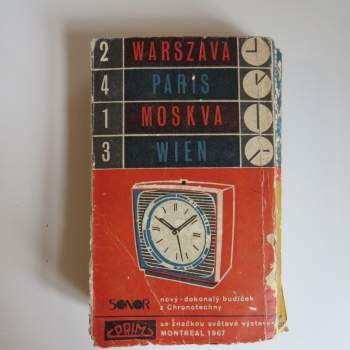 2 WARSZAVA
4 PARIS
1 MOSKVA
3 WIEN
SONOR
nový - dokonalý budíček
z Chronotechny
PRIM
se značkou světové výstavy
MONTREAL 1967